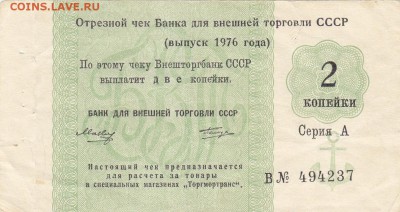 COINS.LAV.RU
Отрезной чек Банка для внешней торговли СССР
(выпуск 1976 года)
По этому чеку Внешторгбанк СССР
выплатит две копейки.
БАНК ДЛЯ ВНЕШНЕЙ ТОРГОВЛИ СССР
Настоящий чек предназначается
для расчета за товары
в специальных магазинах „Торгмортранс".
2
КОПЕЙКИ
Серия А
В№ 494237